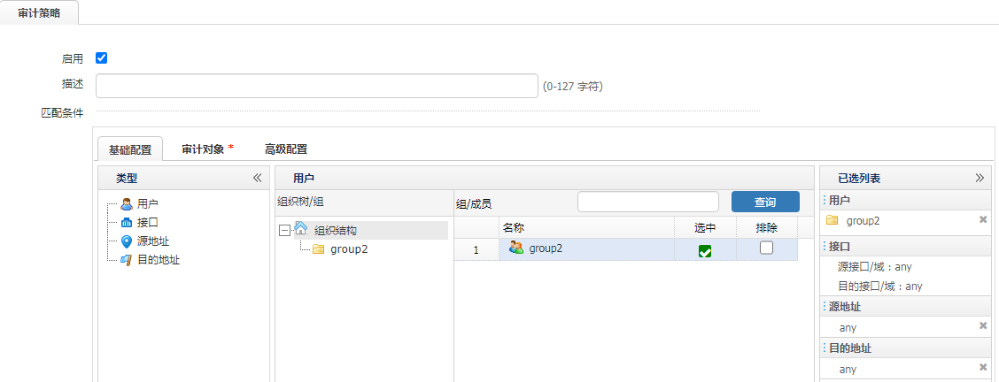 审计策略
启用
描述 (0-127 字符)
匹配条件
基础配置 审计对象 * 高级配置
类型
用户
接口
源地址
目的地址
用户
组织树/组
组织结构
group2
组/成员 查询
名称 选中 排除
1 group2
已选列表
用户
group2
接口
源接口/域：any
目的接口/域：any
源地址
any
目的地址
any